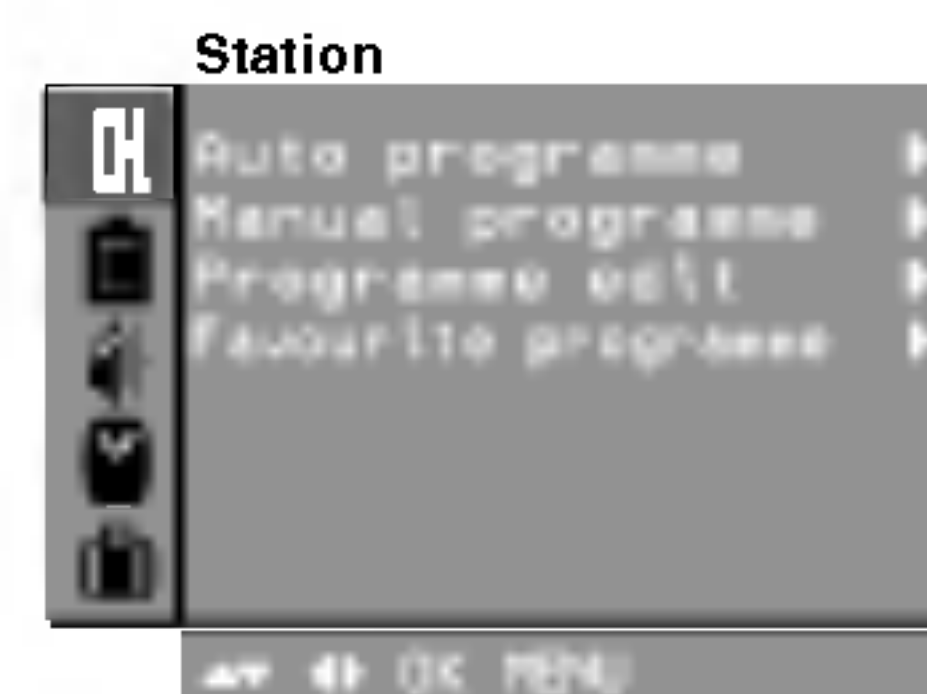 Station
CH
Auto programme
Manual programme
Programme edit
Favourite programme
OK MENU